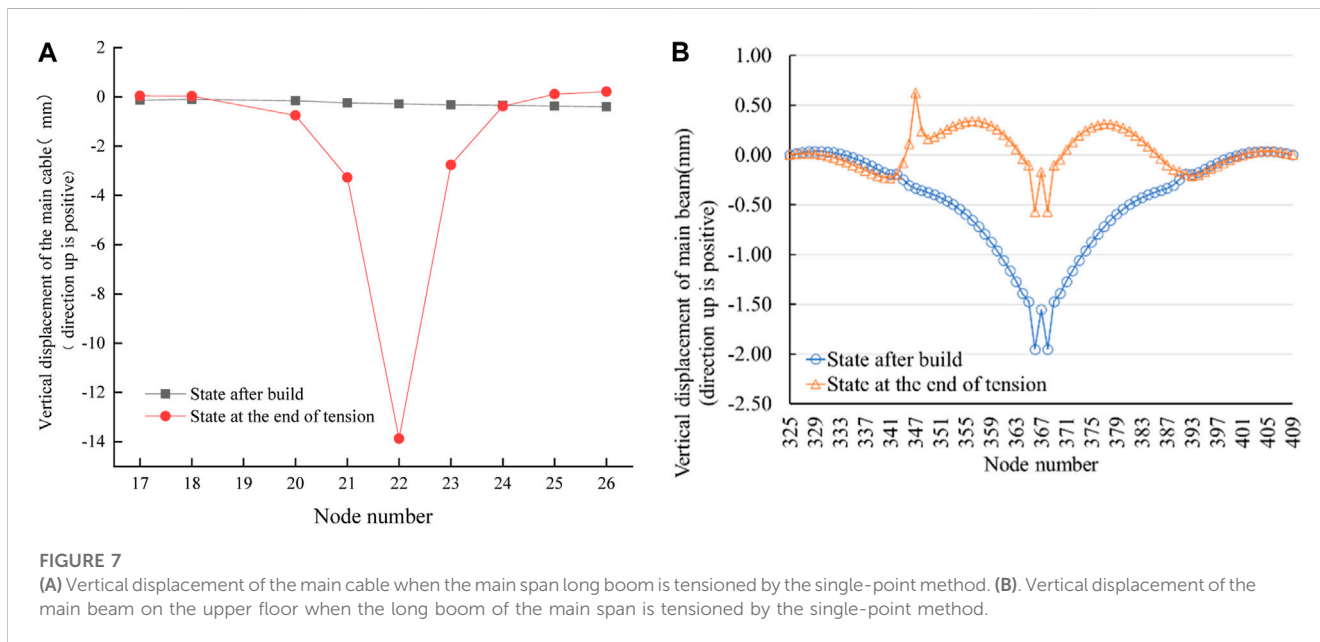 A
Vertical displacement of the main cable( mm)
( direction up is positive)
2
0
-2
-4
-6
-8
-10
-12
-14
State after build
State at the end of tension
17 18 19 20 21 22 23 24 25 26
Node number
B
Vertical displacement of main beam(mm)
(direction up is positive)
1.00
0.50
0.00
-0.50
-1.00
-1.50
-2.00
-2.50
State after build
State at the end of tension
325 329 333 337 341 347 351 355 359 363 367 371 375 379 383 387 393 397 401 405 409
Node number
FIGURE 7
(A) Vertical displacement of the main cable when the main span long boom is tensioned by the single-point method. (B). Vertical displacement of the
main beam on the upper floor when the long boom of the main span is tensioned by the single-point method.